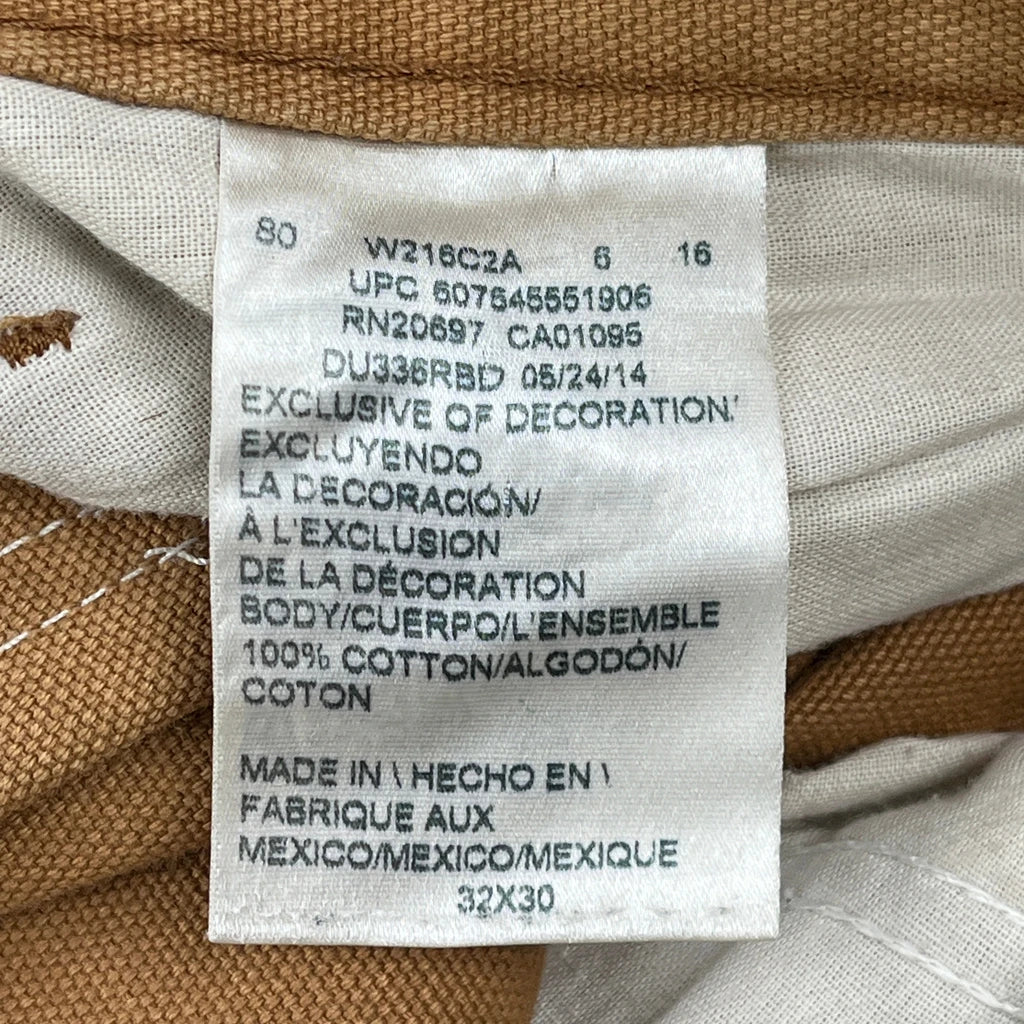 80 W216C2A 6 16
UPC 607645551906
RN20697 CA01095
DU336RBD 05/24/14
EXCLUSIVE OF DECORATION/
EXCLUYENDO
LA DECORACIÓN/
À L'EXCLUSION
DE LA DÉCORATION
BODY/CUERPO/L'ENSEMBLE
100% COTTON/ALGODÓN/
COTON
MADE IN \ HECHO EN \
FABRIQUE AUX
MEXICO/MEXICO/MEXIQUE
32X30